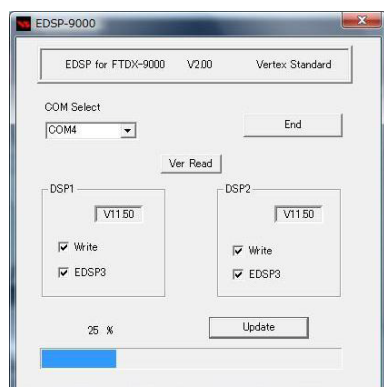 EDSP-9000
EDSP for FTDX-9000 V2.00 Vertex Standard
COM Select
COM4
End
Ver Read
DSP1
V11.50
Write
EDSP3
DSP2
V11.50
Write
EDSP3
25 %
Update